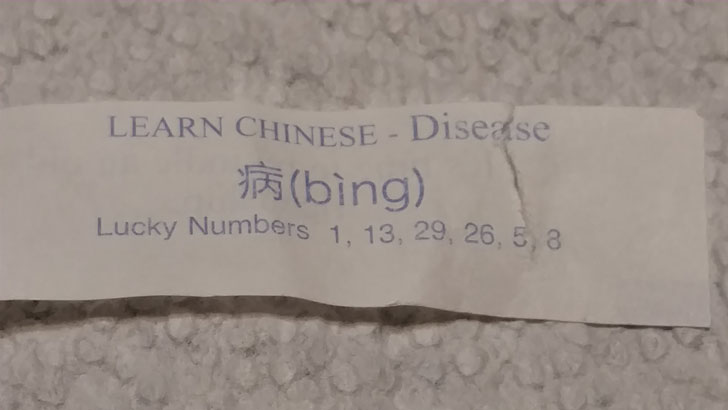 LEARN CHINESE - Disease
病(bìng)
Lucky Numbers 1, 13, 29, 26, 5, 8